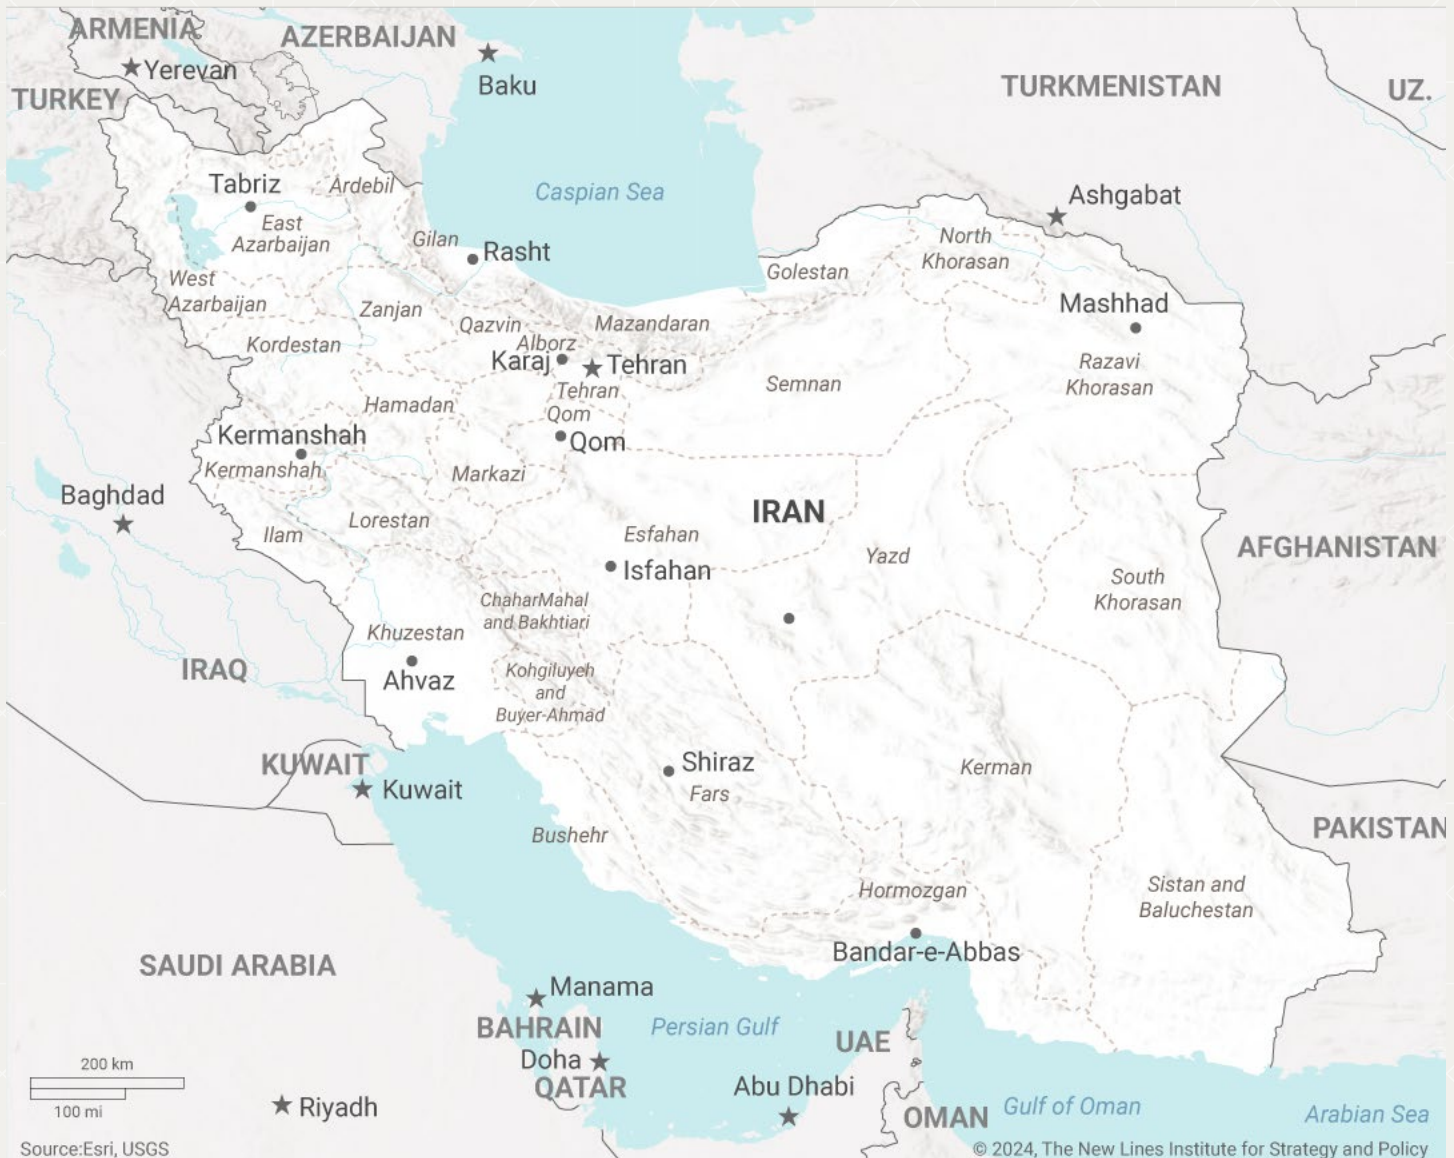 ARMENIA
AZERBAIJAN
Yerevan
Baku
TURKEY
TURKMENISTAN
UZ.
Tabriz
Ardebil
Caspian Sea
Ashgabat
East
Azarbaijan
Gilan
Rasht
North
Khorasan
Golestan
West
Azarbaijan
Zanjan
Mashhad
Qazvin
Mazandaran
Kordestan
Alborz
Karaj
Tehran
Razavi
Khorasan
Semnan
Tehran
Hamadan
Qom
Kermanshah
Qom
Kermanshah
Markazi
Baghdad
IRAN
Lorestan
Ilam
Esfahan
AFGHANISTAN
Yazd
Isfahan
South
Khorasan
ChaharMahal
and Bakhtiari
Khuzestan
IRAQ
Ahvaz
Kohgiluyeh
and
Buyer-Ahmad
KUWAIT
Kuwait
Shiraz
Fars
Kerman
Bushehr
PAKISTAN
Hormozgan
Sistan and
Baluchestan
Bandar-e-Abbas
SAUDI ARABIA
Manama
BAHRAIN
Persian Gulf
UAE
Doha
QATAR
Abu Dhabi
200 km
100 mi
Riyadh
OMAN
Gulf of Oman
Arabian Sea
Source:Esri, USGS
© 2024, The New Lines Institute for Strategy and Policy